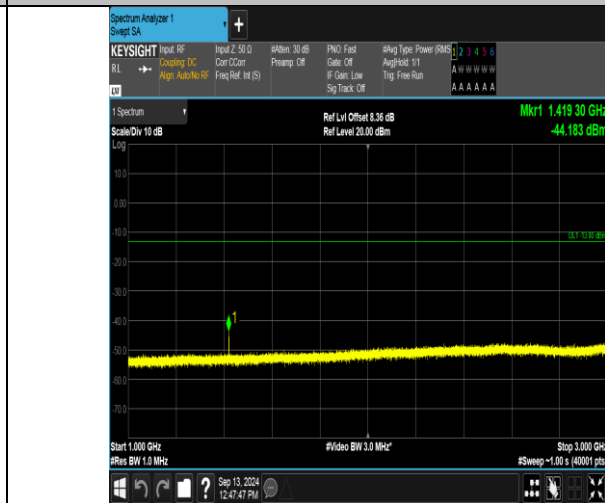 Spectrum Analyzer 1
Swept SA
+
KEYSIGHT Input: RF Input Z: 50 Ω #Atten: 30 dB PNO: Fast #Avg Type: Power (RMS 1 2 3 4 5 6
RL Coupling: DC Corr CCorr Preamp: Off Gate: Off Avg|Hold: 1/1 A W W W W W
Align: Auto/No RF Freq Ref: Int (S) IF Gain: Low Trig: Free Run
LXI Sig Track: Off A A A A A A
1 Spectrum Ref Lvl Offset 8.36 dB Mkr1 1.419 30 GHz
Scale/Div 10 dB Ref Level 20.00 dBm -44.183 dBm
Log
10.0
0.00
-10.0
DL1 -13.00 dBm
-20.0
-30.0
-40.0
1
-50.0
-60.0
-70.0
Start 1.000 GHz #Video BW 3.0 MHz* Stop 3.000 GHz
#Res BW 1.0 MHz #Sweep ~1.00 s (40001 pts
? Sep 13, 2024
12:47:47 PM